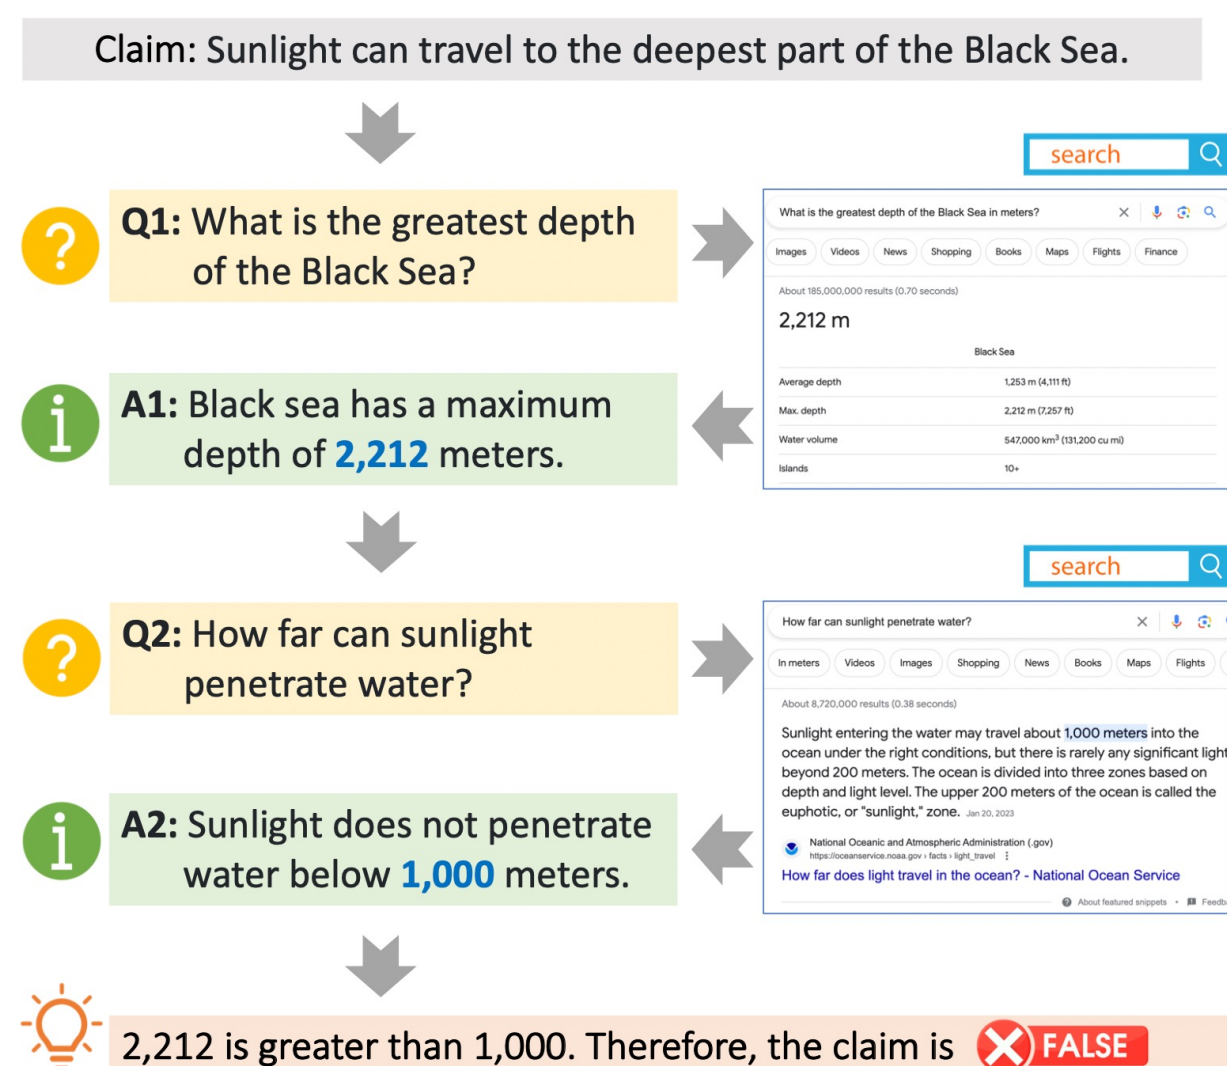 Claim: Sunlight can travel to the deepest part of the Black Sea.
search
Q1: What is the greatest depth
of the Black Sea?
What is the greatest depth of the Black Sea in meters?
Images Videos News Shopping Books Maps Flights Finance
About 185,000,000 results (0.70 seconds)
2,212 m
Black Sea
Average depth 1,253 m (4,111 ft)
Max. depth 2,212 m (7,257 ft)
Water volume 547,000 km³ (131,200 cu mi)
Islands 10+
A1: Black sea has a maximum
depth of 2,212 meters.
search
Q2: How far can sunlight
penetrate water?
How far can sunlight penetrate water?
In meters Videos Images Shopping News Books Maps Flights
About 8,720,000 results (0.38 seconds)
Sunlight entering the water may travel about 1,000 meters into the
ocean under the right conditions, but there is rarely any significant light
beyond 200 meters. The ocean is divided into three zones based on
depth and light level. The upper 200 meters of the ocean is called the
euphotic, or "sunlight," zone. Jan 20, 2023
National Oceanic and Atmospheric Administration (.gov)
https://oceanservice.noaa.gov › facts › light_travel
How far does light travel in the ocean? - National Ocean Service
About featured snippets • Feedba
A2: Sunlight does not penetrate
water below 1,000 meters.
2,212 is greater than 1,000. Therefore, the claim is FALSE